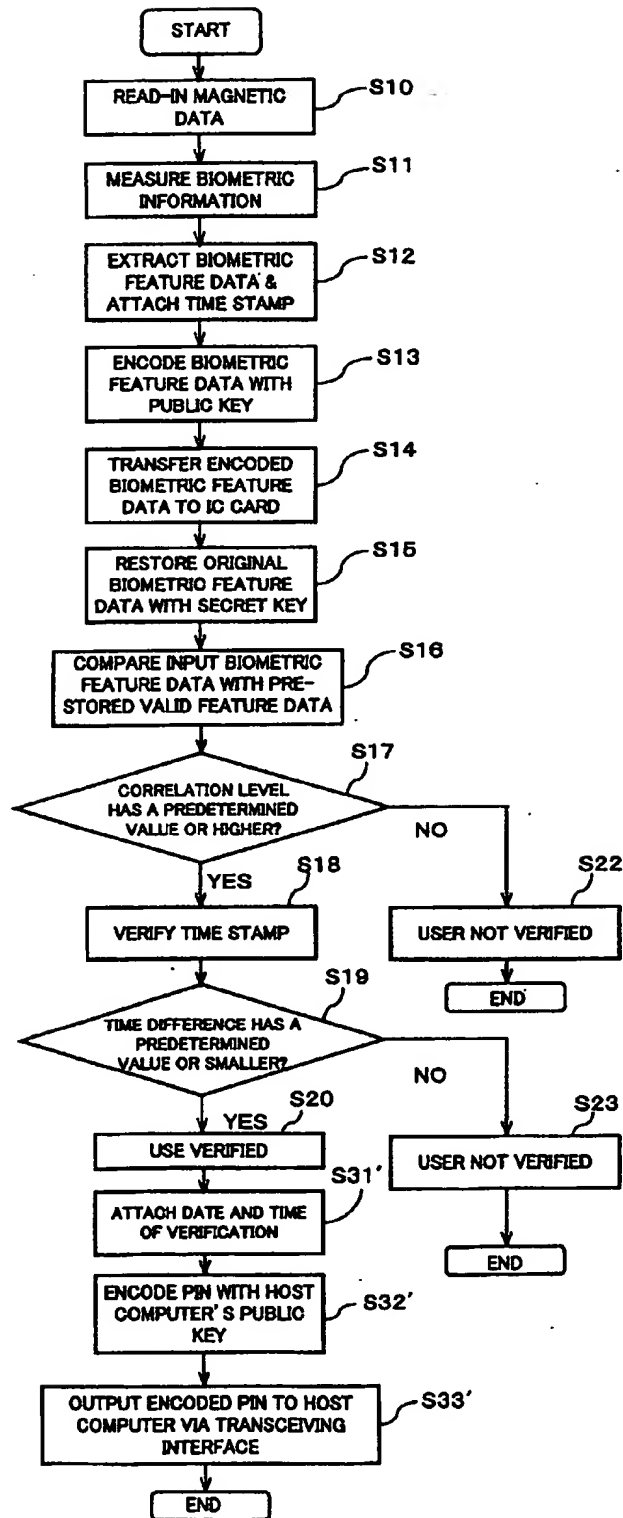 START
READ-IN MAGNETIC
DATA
S10
MEASURE BIOMETRIC
INFORMATION
S11
EXTRACT BIOMETRIC
FEATURE DATA &
ATTACH TIME STAMP
S12
ENCODE BIOMETRIC
FEATURE DATA WITH
PUBLIC KEY
S13
TRANSFER ENCODED
BIOMETRIC FEATURE
DATA TO IC CARD
S14
RESTORE ORIGINAL
BIOMETRIC FEATURE
DATA WITH SECRET KEY
S15
COMPARE INPUT BIOMETRIC
FEATURE DATA WITH PRE-
STORED VALID FEATURE DATA
S16
CORRELATION LEVEL
HAS A PREDETERMINED
VALUE OR HIGHER?
S17
NO
YES
S18
VERIFY TIME STAMP
S22
USER NOT VERIFIED
END
S19
TIME DIFFERENCE HAS A
PREDETERMINED
VALUE OR SMALLER?
NO
YES
S20
USE VERIFIED
S23
USER NOT VERIFIED
END
S31'
ATTACH DATE AND TIME
OF VERIFICATION
ENCODE PIN WITH HOST
COMPUTER'S PUBLIC
KEY
S32'
OUTPUT ENCODED PIN TO HOST
COMPUTER VIA TRANSCEIVING
INTERFACE
S33'
END